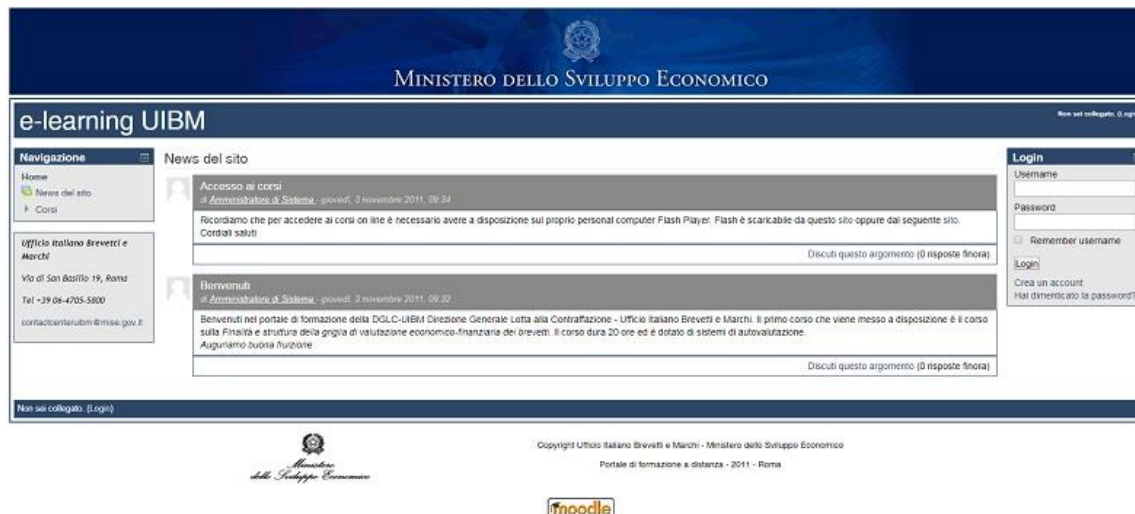 MINISTERO DELLO SVILUPPO ECONOMICO
e-learning UIBM
Non sei collegato. (Login
Navigazione
Home
News del sito
Corsi
Ufficio Italiano Brevetti e
Marchi
Via di San Basilio 19, Roma
Tel +39 06-4705-5800
contactcenteruibm@mise.gov.it
News del sito
Accesso ai corsi
di Amministratore di Sistema - giovedì, 3 novembre 2011, 09:34
Ricordiamo che per accedere ai corsi on line è necessario avere a disposizione sul proprio personal computer Flash Player. Flash è scaricabile da questo sito oppure dal seguente sito.
Cordiali saluti
Discuti questo argomento (0 risposte finora)
Benvenuti
di Amministratore di Sistema - giovedì, 3 novembre 2011, 09:32
Benvenuti nel portale di formazione della DGLC-UIBM Direzione Generale Lotta alla Contraffazione - Ufficio Italiano Brevetti e Marchi. Il primo corso che viene messo a disposizione è il corso
sulla Finalità e struttura della griglia di valutazione economico-finanziaria dei brevetti. Il corso dura 20 ore ed è dotato di sistemi di autovalutazione.
Auguriamo buona fruizione
Discuti questo argomento (0 risposte finora)
Login
Username
Password
Remember username
Login
Crea un account
Hai dimenticato la password?
Non sei collegato. (Login)
Ministero
dello Sviluppo Economico
Copyright Ufficio Italiano Brevetti e Marchi - Ministero dello Sviluppo Economico
Portale di formazione a distanza - 2011 - Roma
moodle